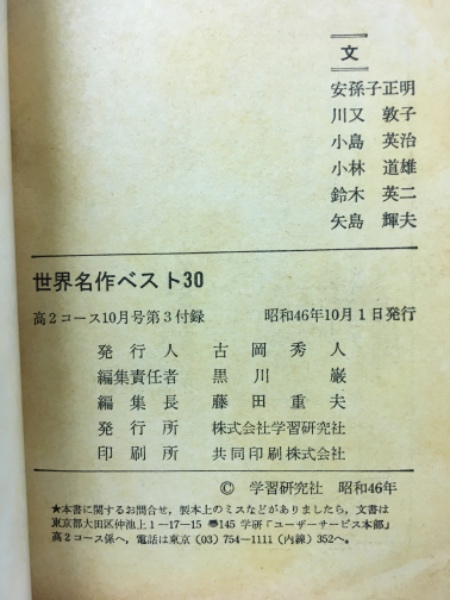 文
安孫子正明
川又 敦子
小島 英治
小林 道雄
鈴木 英二
矢島 輝夫
世界名作ベスト30
高2コース10月号第3付録 昭和46年10月1日発行
発行人 古岡秀人
編集責任者 黒川 巌
編集長 藤田重夫
発行所 株式会社学習研究社
印刷所 共同印刷株式会社
© 学習研究社 昭和46年
★本書に関するお問合せ，製本上のミスなどがありましたら，文書は
東京都大田区仲池上1－17－15 145 学研『ユーザーサービス本部』
高2コース係へ，電話は東京（03）754－1111（内線）352へ。